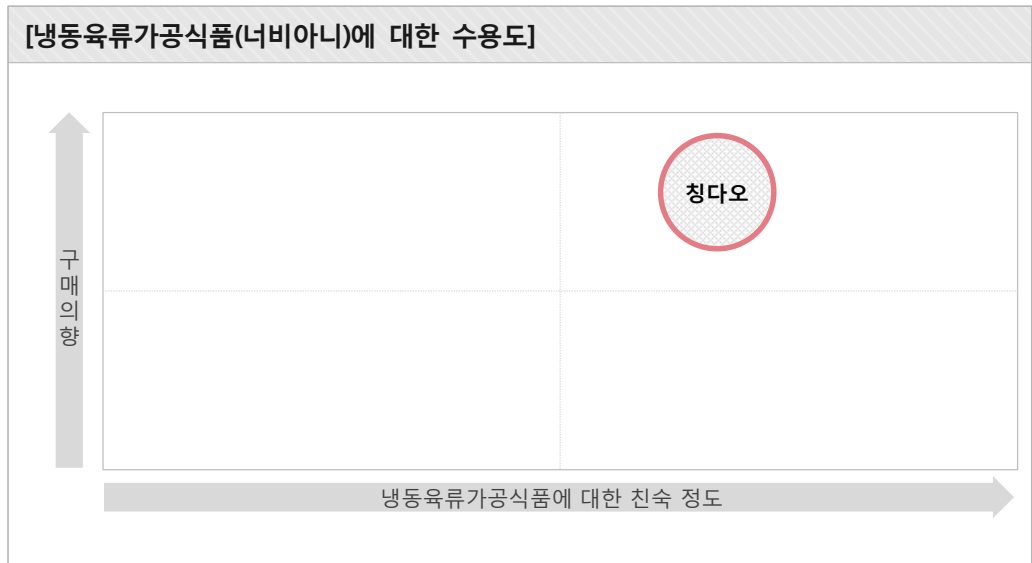 [냉동육류가공식품(너비아니)에 대한 수용도]
칭다오
구매의향
냉동육류가공식품에 대한 친숙 정도